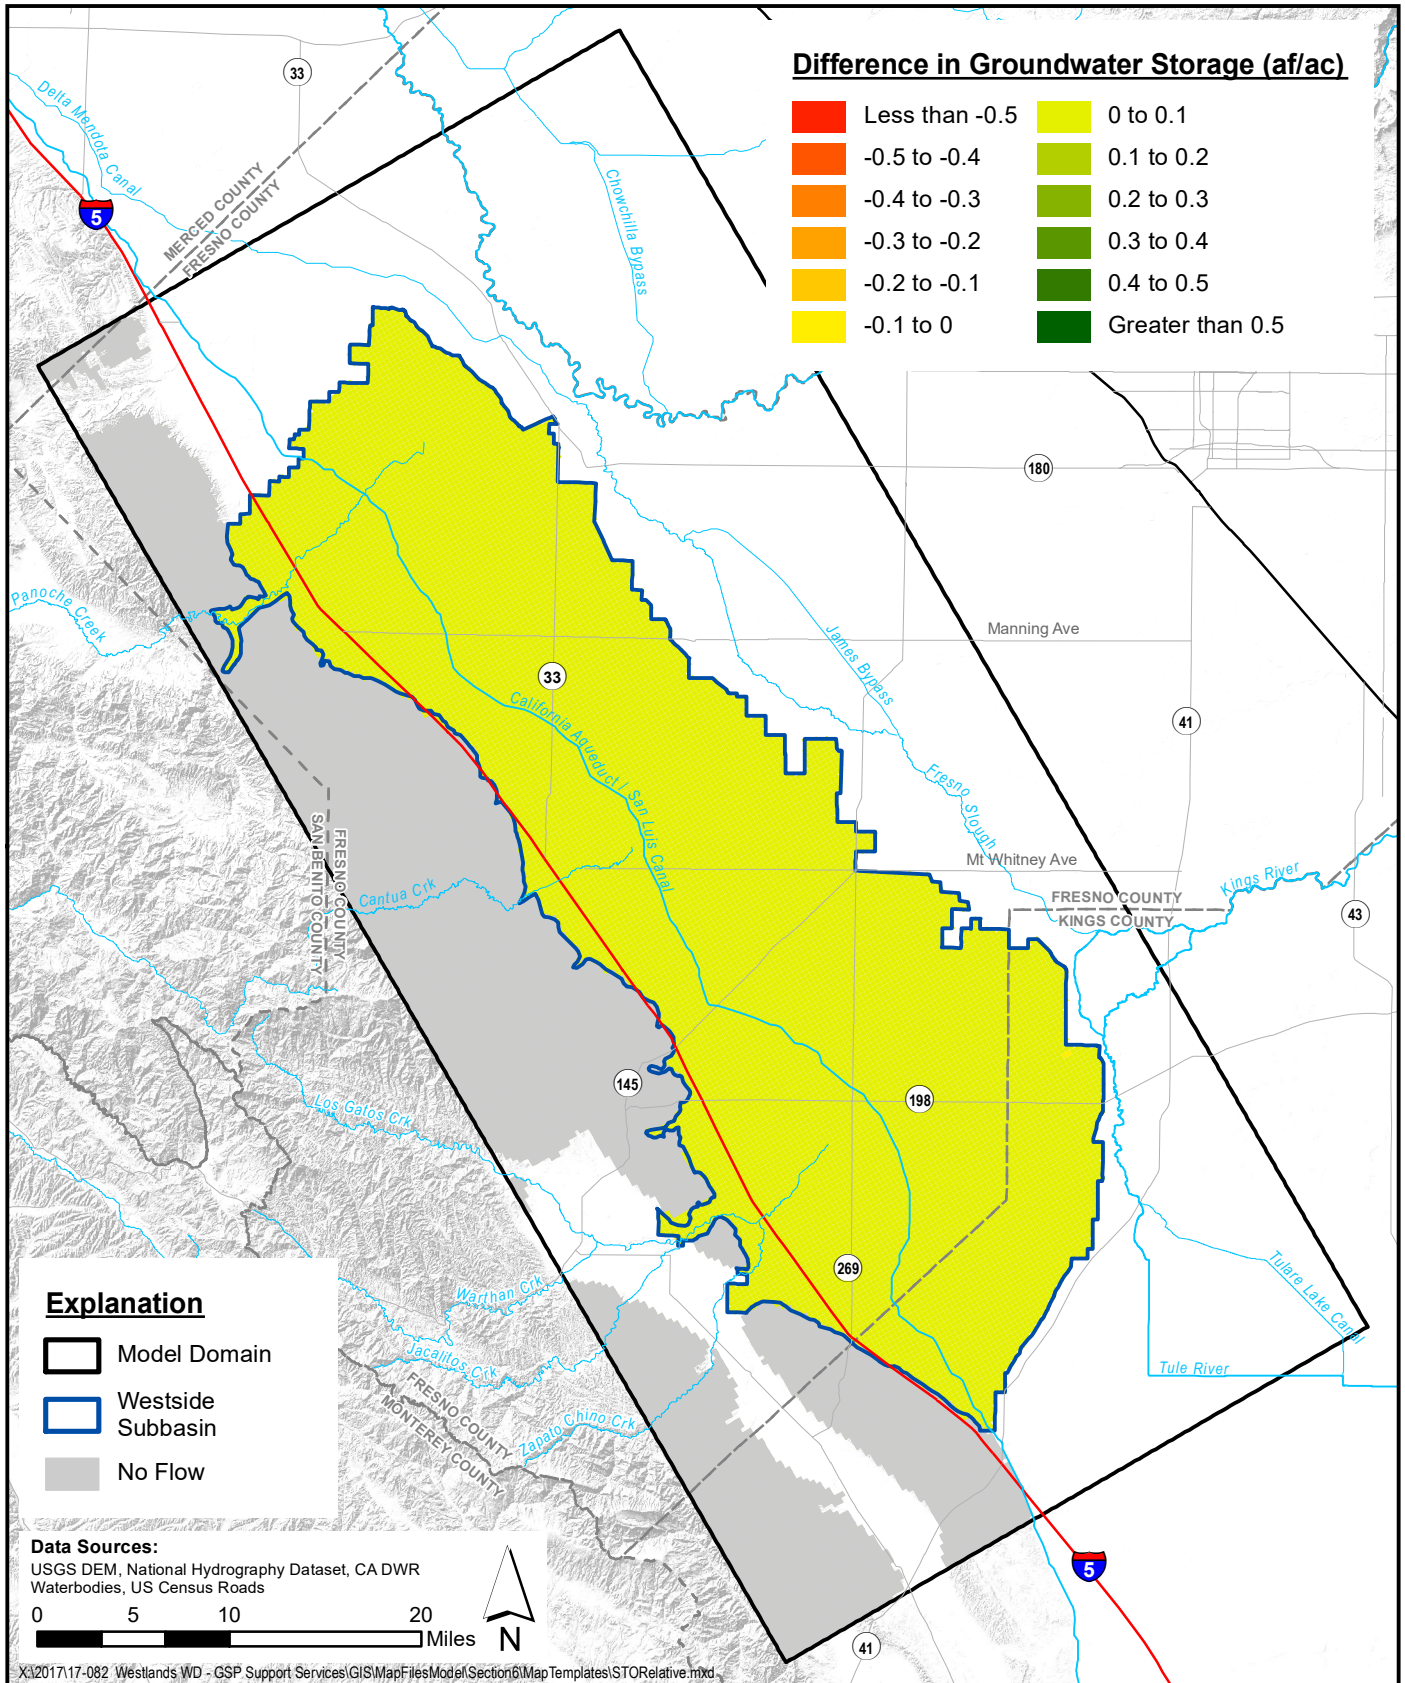 Difference in Groundwater Storage (af/ac)
Less than -0.5
-0.5 to -0.4
-0.4 to -0.3
-0.3 to -0.2
-0.2 to -0.1
-0.1 to 0
0 to 0.1
0.1 to 0.2
0.2 to 0.3
0.3 to 0.4
0.4 to 0.5
Greater than 0.5
33
Delta Mendota Canal
5
MERCED COUNTY
FRESNO COUNTY
Chowchilla Bypass
180
Panoche Creek
Manning Ave
James Bypass
33
California Aqueduct / San Luis Canal
41
Fresno Slough
SAN BENITO COUNTY
FRESNO COUNTY
Mt Whitney Ave
Cantua Crk
Kings River
FRESNO COUNTY
KINGS COUNTY
43
145
198
Los Gatos Crk
269
Warthan Crk
Jacalitos Crk
Tulare Lake Canal
Tule River
FRESNO COUNTY
MONTEREY COUNTY
Zapato Chino Crk
5
41
Explanation
Model Domain
Westside
Subbasin
No Flow
Data Sources:
USGS DEM, National Hydrography Dataset, CA DWR
Waterbodies, US Census Roads
0 5 10 20
Miles
N
X:\2017\17-082 Westlands WD - GSP Support Services\GIS\MapFilesModel\Section6\MapTemplates\STORelative.mxd